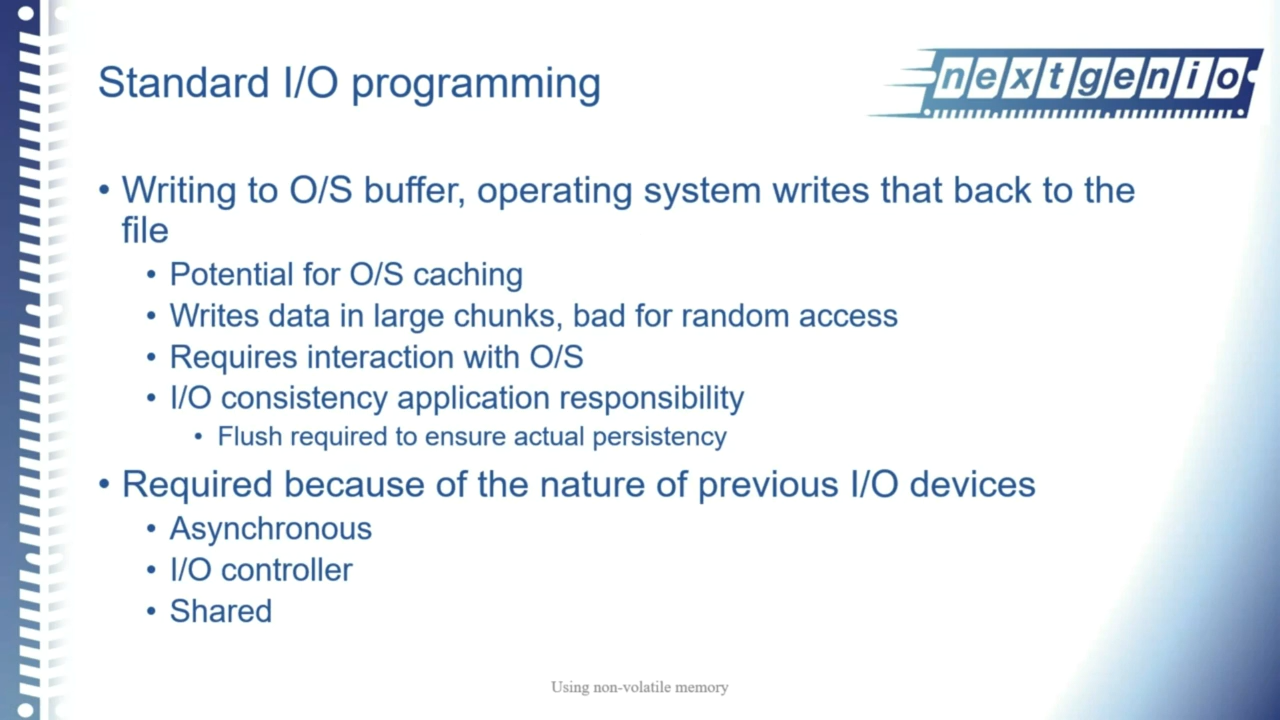 Standard I/O programming
nextgenio
• Writing to O/S buffer, operating system writes that back to the
file
• Potential for O/S caching
• Writes data in large chunks, bad for random access
• Requires interaction with O/S
• I/O consistency application responsibility
• Flush required to ensure actual persistency
• Required because of the nature of previous I/O devices
• Asynchronous
• I/O controller
• Shared
Using non-volatile memory